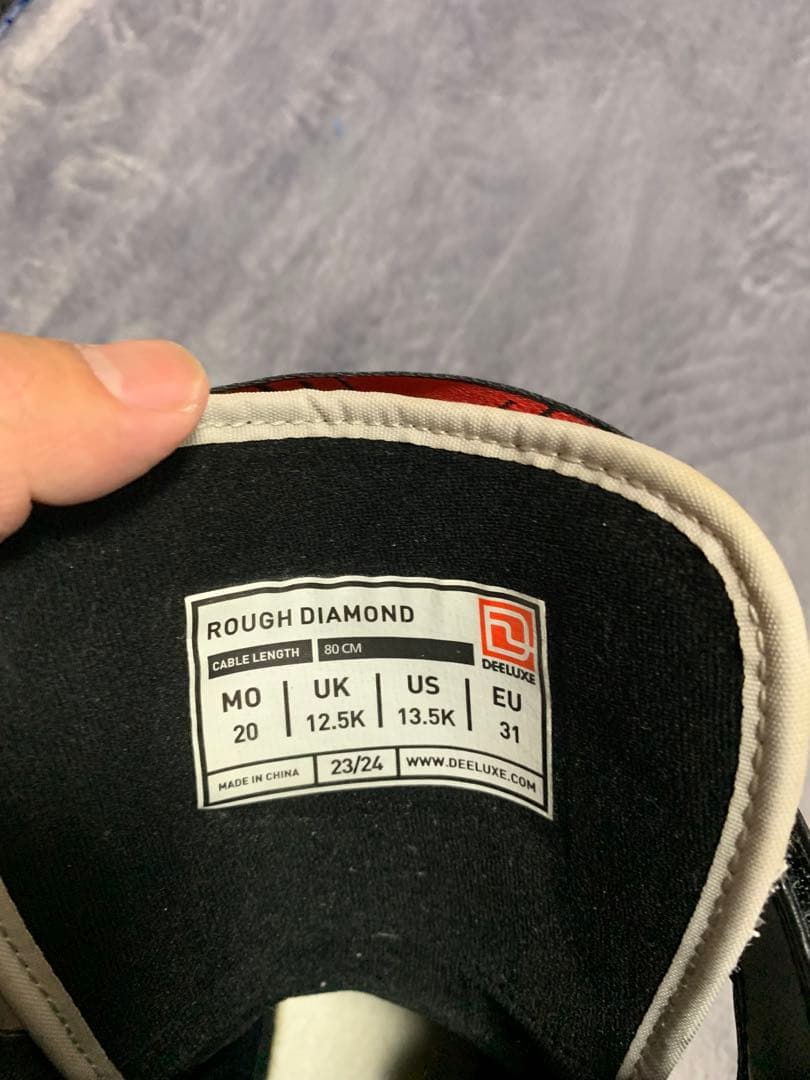 ROUGH DIAMOND
DEELUXE
CABLE LENGTH 80 CM
MO UK US EU
20 12.5K 13.5K 31
MADE IN CHINA 23/24 WWW.DEELUXE.COM